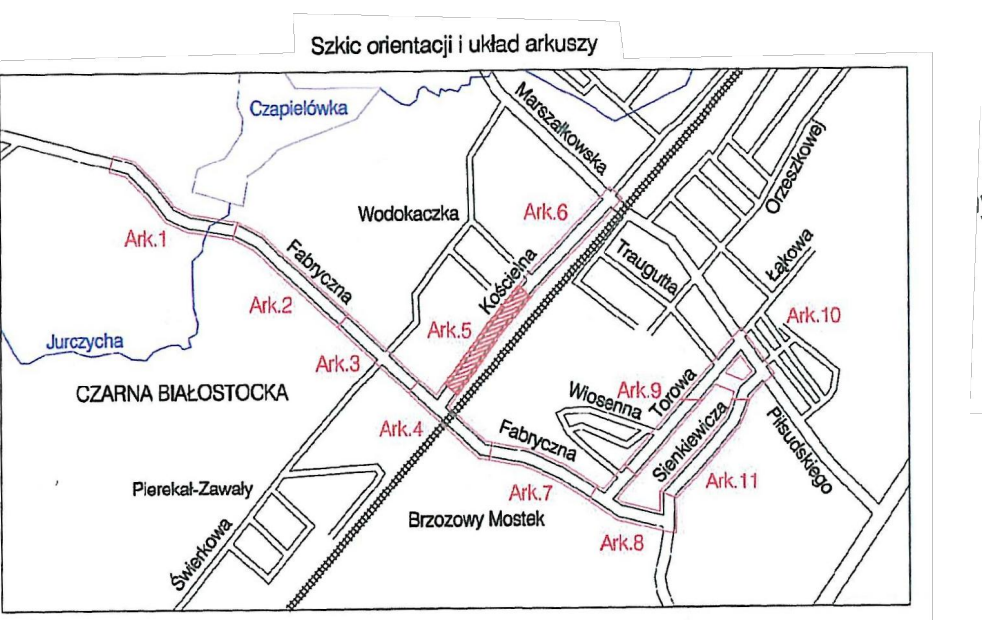 Szkic orientacji i układ arkuszy
Czapielówka
Marszałkowska
Orzeszkowej
Wodokaczka
Ark.6
Ark.1
Fabryczna
Traugutta
Łąkowa
Kościelna
Ark.2
Ark.5
Ark.10
Jurczycha
Ark.3
CZARNA BIAŁOSTOCKA
Wiosenna
Ark.9
Torowa
Ark.4
Fabryczna
Sienkiewicza
Piłsudskiego
Pierekał-Zawały
Ark.7
Ark.11
Brzozowy Mostek
Świerkowa
Ark.8